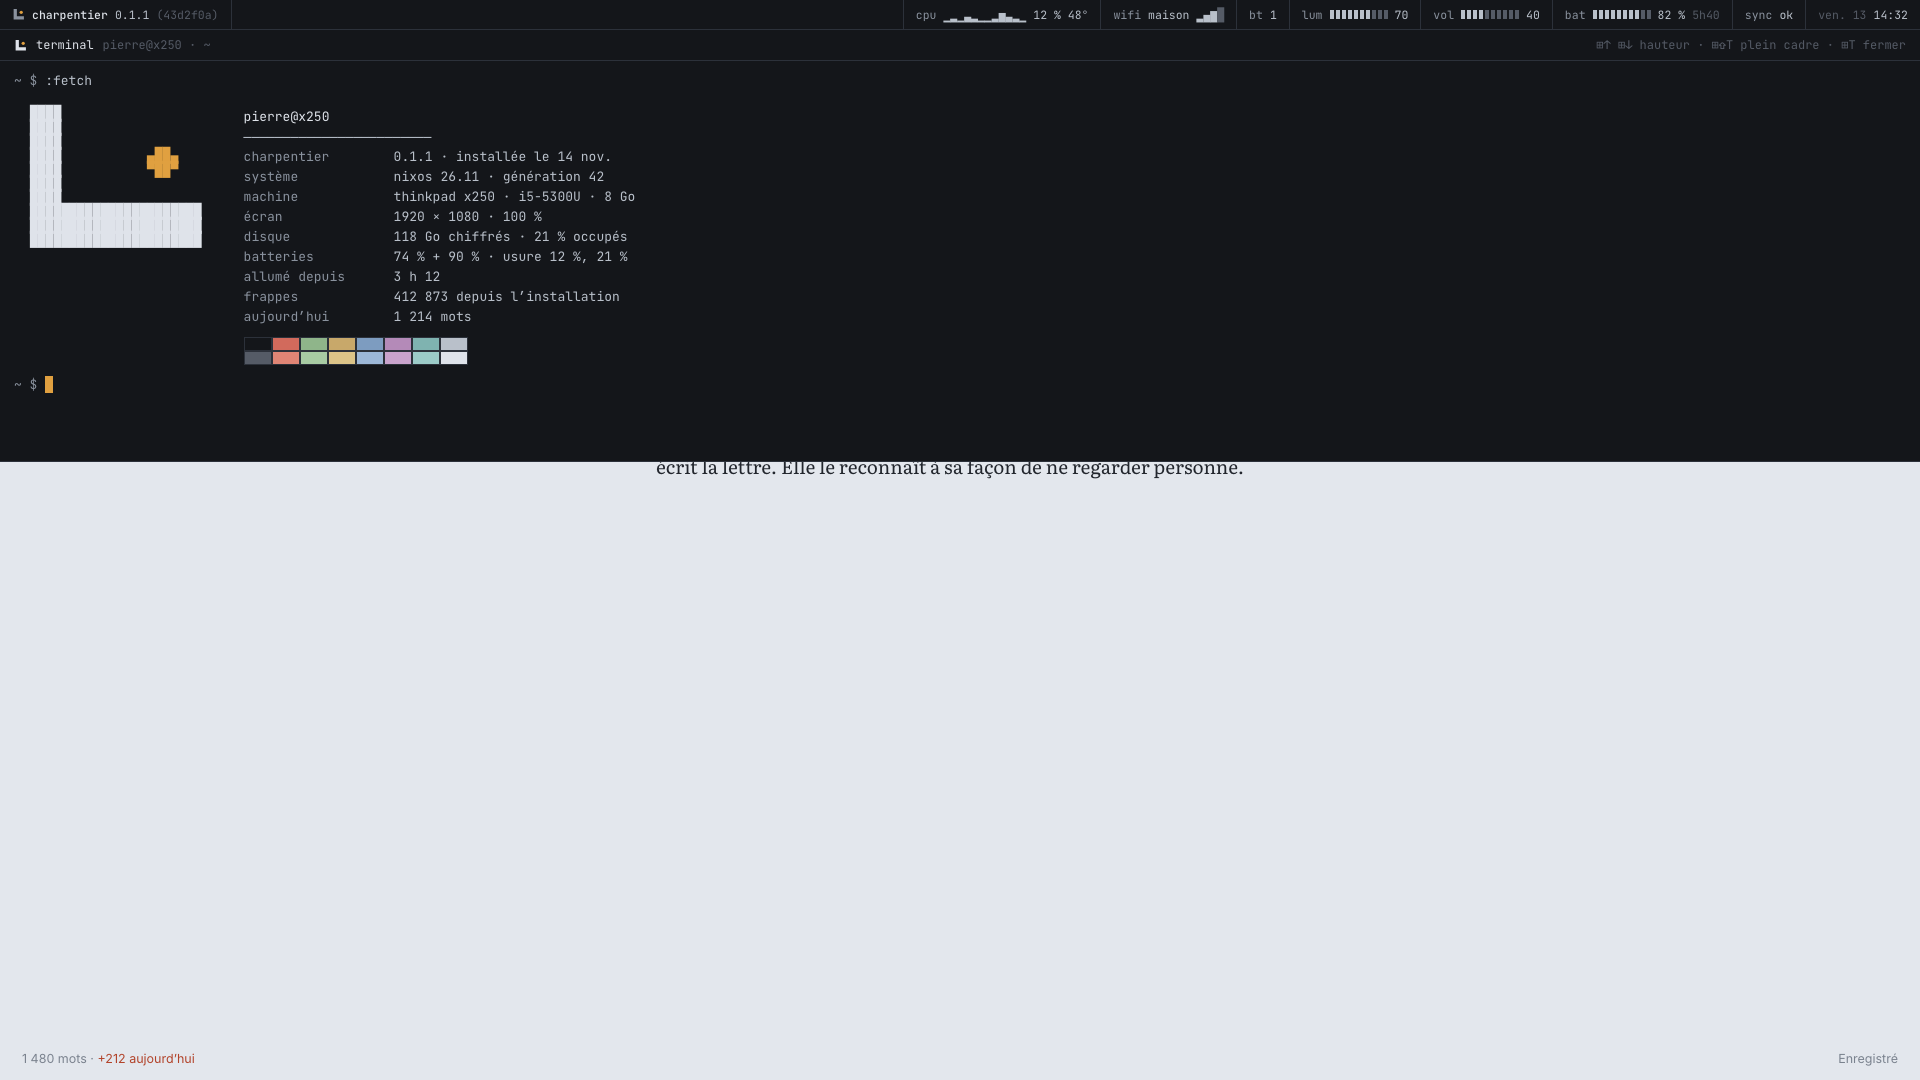 charpentier 0.1.1 (43d2f0a) cpu 12 % 48° wifi maison bt 1 lum 70 vol 40 bat 82 % 5h40 sync ok ven. 13 14:32
terminal pierre@x250 · ~ ⊞↑ ⊞↓ hauteur · ⊞⇧T plein cadre · ⊞T fermer
~ $ :fetch
pierre@x250
charpentier 0.1.1 · installée le 14 nov.
système nixos 26.11 · génération 42
machine thinkpad x250 · i5-5300U · 8 Go
écran 1920 × 1080 · 100 %
disque 118 Go chiffrés · 21 % occupés
batteries 74 % + 90 % · usure 12 %, 21 %
allumé depuis 3 h 12
frappes 412 873 depuis l’installation
aujourd’hui 1 214 mots
~ $
écrit la lettre. Elle le reconnaît à sa façon de ne regarder personne.
1 480 mots · +212 aujourd’hui Enregistré